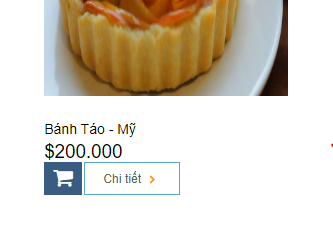 Bánh Táo - Mỹ
$200.000
Chi tiết